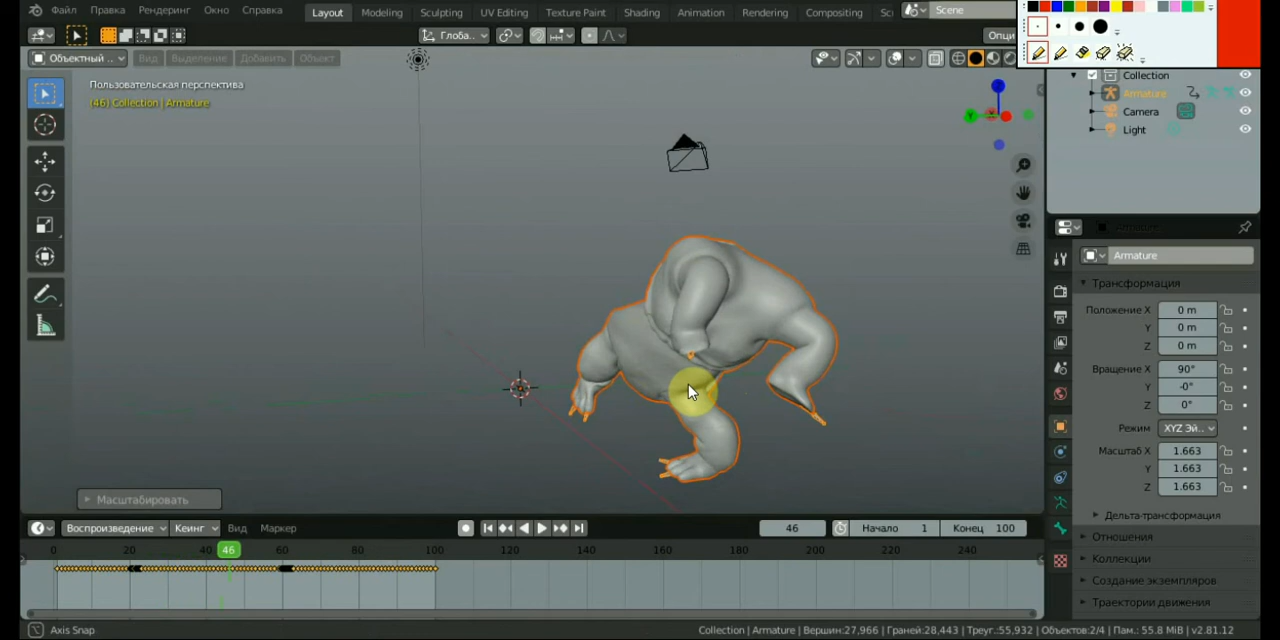 Файл Правка Рендеринг Окно Справка Layout Modeling Sculpting UV Editing Texture Paint Shading Animation Rendering Compositing Sc Scene
Глоба.. Опци
Объектный .. Вид Выделение Добавить Объект
Пользовательская перспектива
(46) Collection | Armature
Collection
Armature
Camera
Light
Armature
Armature
Трансформация
Положение X 0 m
Y 0 m
Z 0 m
Вращение X 90°
Y -0°
Z 0°
Режим XYZ Эй..
Масштаб X 1.663
Y 1.663
Z 1.663
Дельта-трансформация
Отношения
Коллекции
Создание экземпляров
Траектории движения
Масштабировать
Воспроизведение Кеинг Вид Маркер 46 Начало 1 Конец 100
0 20 40 46 60 80 100 120 140 160 180 200 220 240
Axis Snap
Collection | Armature | Вершин:27,966 | Граней:28,443 | Треуг.:55,932 | Объектов:2/4 | Пам.: 55.8 MiB | v2.81.12